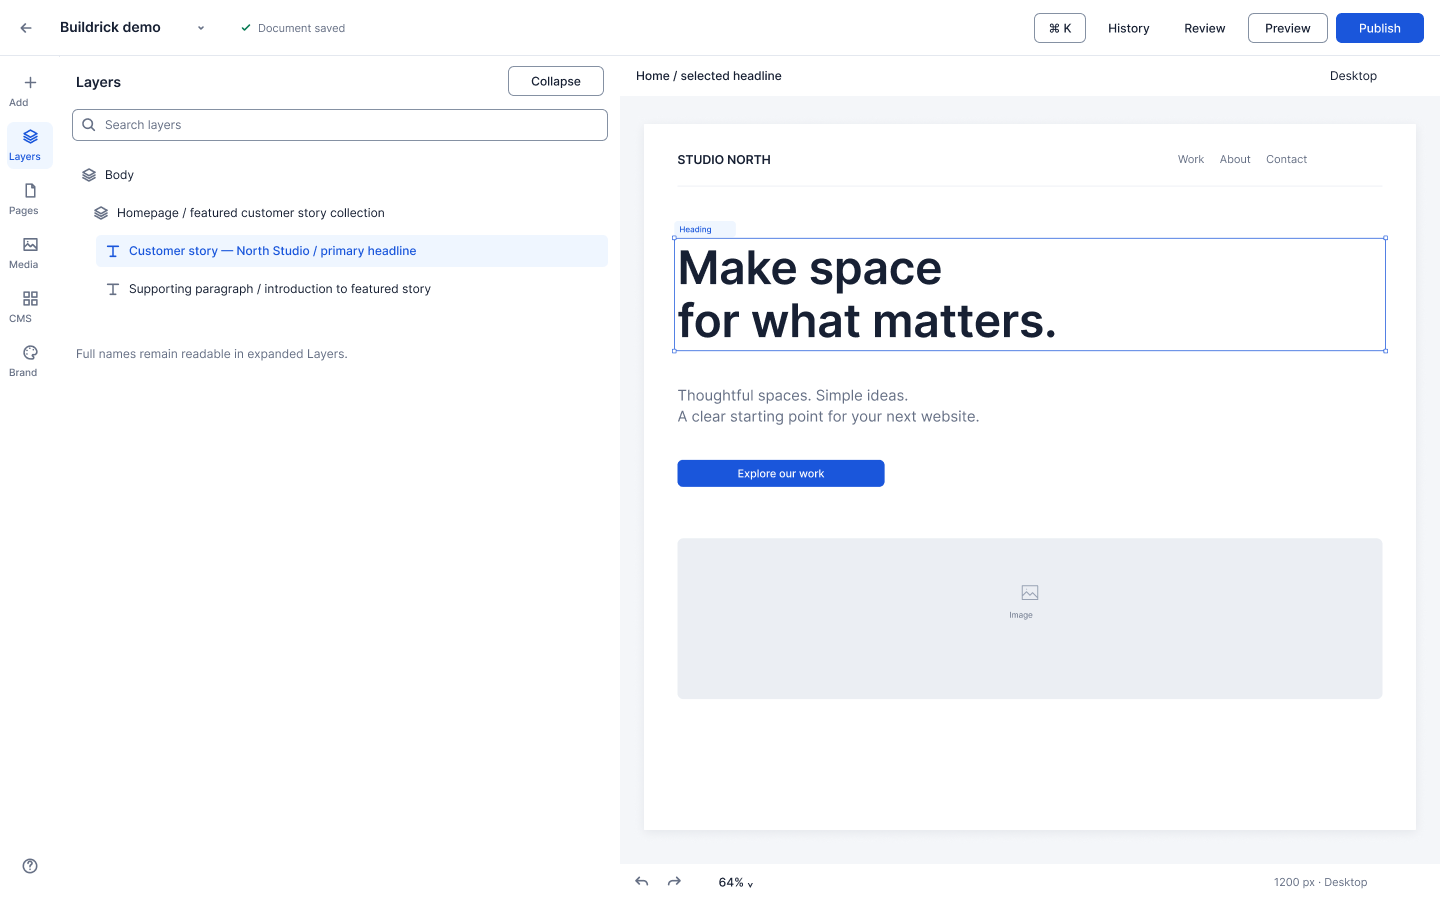 Buildrick demo
Document saved
⌘ K
History
Review
Preview
Publish
Add
Layers
Pages
Media
CMS
Brand
Layers
Collapse
Search layers
Body
Homepage / featured customer story collection
Customer story — North Studio / primary headline
Supporting paragraph / introduction to featured story
Full names remain readable in expanded Layers.
Home / selected headline
Desktop
STUDIO NORTH
Work
About
Contact
Heading
Make space
for what matters.
Thoughtful spaces. Simple ideas.
A clear starting point for your next website.
Explore our work
Image
64%
1200 px · Desktop